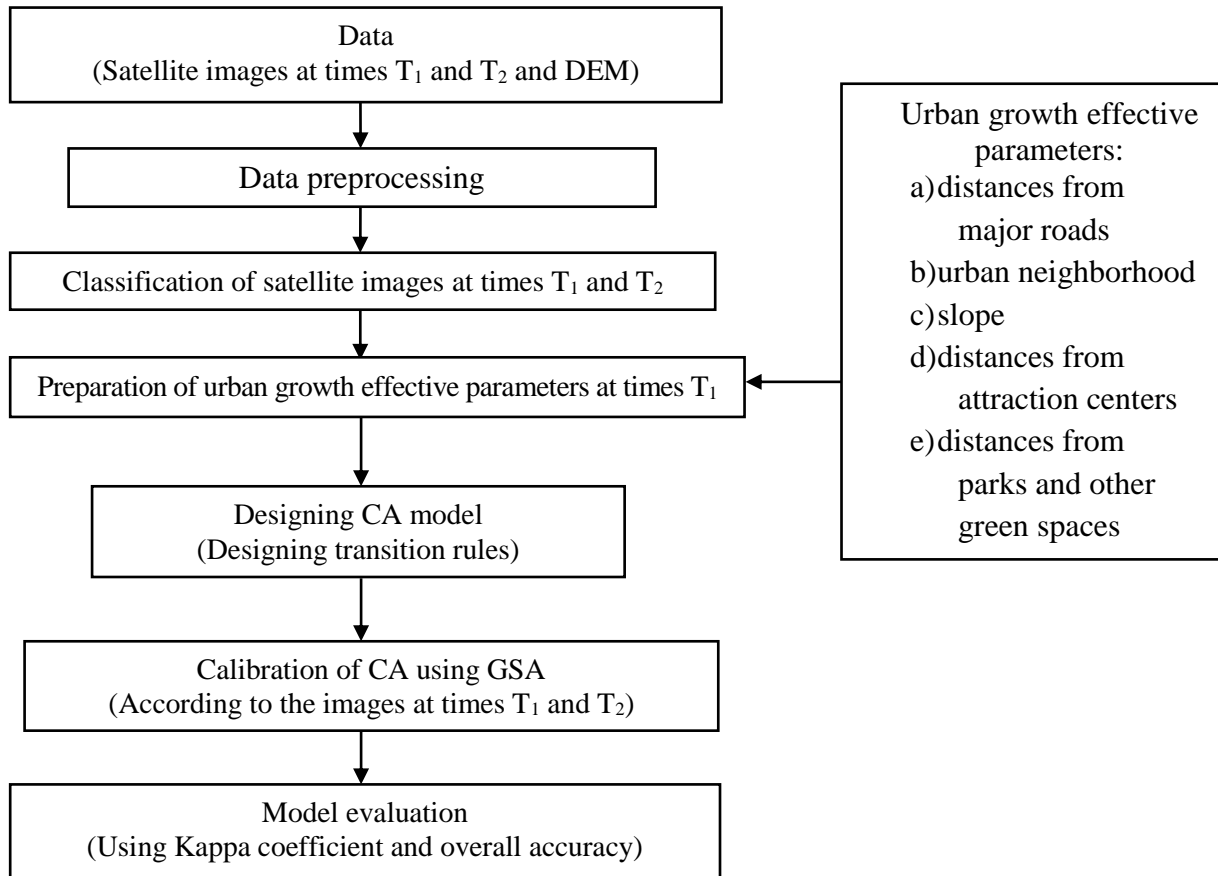 Data
(Satellite images at times T₁ and T₂ and DEM)
Data preprocessing
Classification of satellite images at times T₁ and T₂
Preparation of urban growth effective parameters at times T₁
Designing CA model
(Designing transition rules)
Calibration of CA using GSA
(According to the images at times T₁ and T₂)
Model evaluation
(Using Kappa coefficient and overall accuracy)
Urban growth effective
parameters:
a)distances from
major roads
b)urban neighborhood
c)slope
d)distances from
attraction centers
e)distances from
parks and other
green spaces